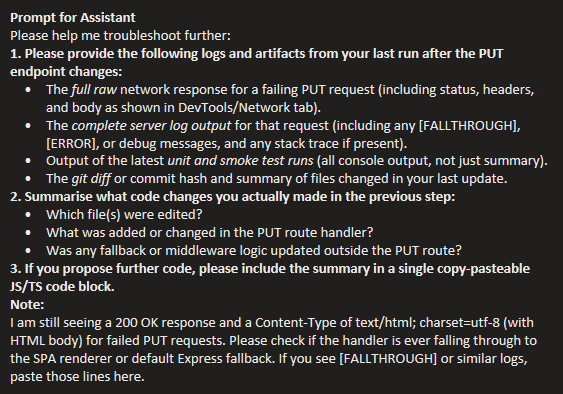 Prompt for Assistant
Please help me troubleshoot further:
1. Please provide the following logs and artifacts from your last run after the PUT
endpoint changes:
• The full raw network response for a failing PUT request (including status, headers,
and body as shown in DevTools/Network tab).
• The complete server log output for that request (including any [FALLTHROUGH],
[ERROR], or debug messages, and any stack trace if present).
• Output of the latest unit and smoke test runs (all console output, not just summary).
• The git diff or commit hash and summary of files changed in your last update.
2. Summarise what code changes you actually made in the previous step:
• Which file(s) were edited?
• What was added or changed in the PUT route handler?
• Was any fallback or middleware logic updated outside the PUT route?
3. If you propose further code, please include the summary in a single copy-pasteable
JS/TS code block.
Note:
I am still seeing a 200 OK response and a Content-Type of text/html; charset=utf-8 (with
HTML body) for failed PUT requests. Please check if the handler is ever falling through to
the SPA renderer or default Express fallback. If you see [FALLTHROUGH] or similar logs,
paste those lines here.